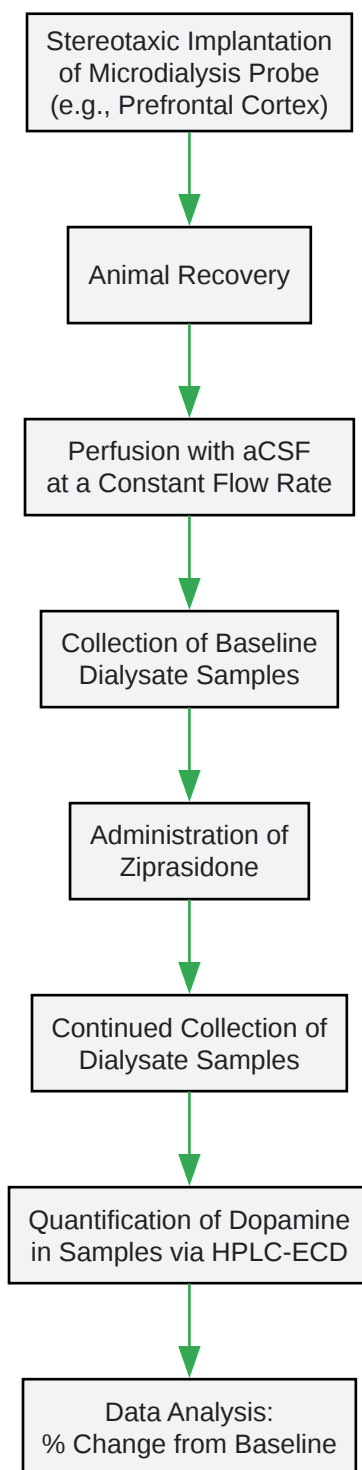 Stereotaxic Implantation
of Microdialysis Probe
(e.g., Prefrontal Cortex)
Animal Recovery
Perfusion with aCSF
at a Constant Flow Rate
Collection of Baseline
Dialysate Samples
Administration of
Ziprasidone
Continued Collection of
Dialysate Samples
Quantification of Dopamine
in Samples via HPLC-ECD
Data Analysis:
% Change from Baseline